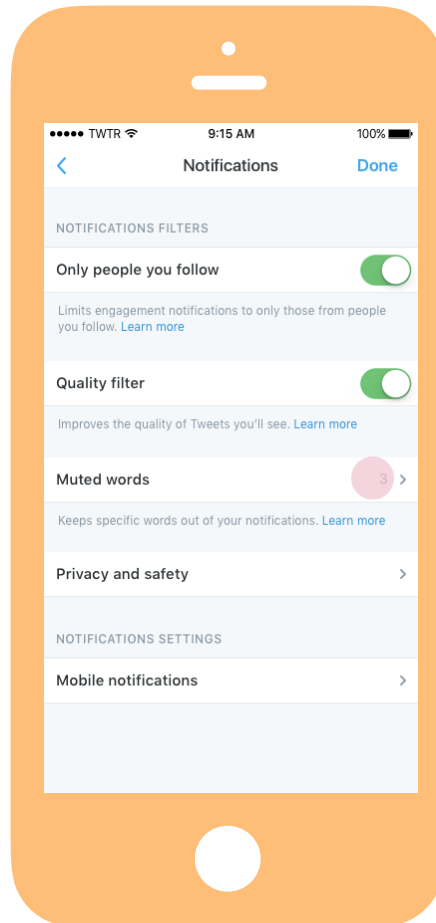 TWTR 9:15 AM 100%
Notifications Done
NOTIFICATIONS FILTERS
Only people you follow
Limits engagement notifications to only those from people
you follow. Learn more
Quality filter
Improves the quality of Tweets you'll see. Learn more
Muted words 3
Keeps specific words out of your notifications. Learn more
Privacy and safety
NOTIFICATIONS SETTINGS
Mobile notifications